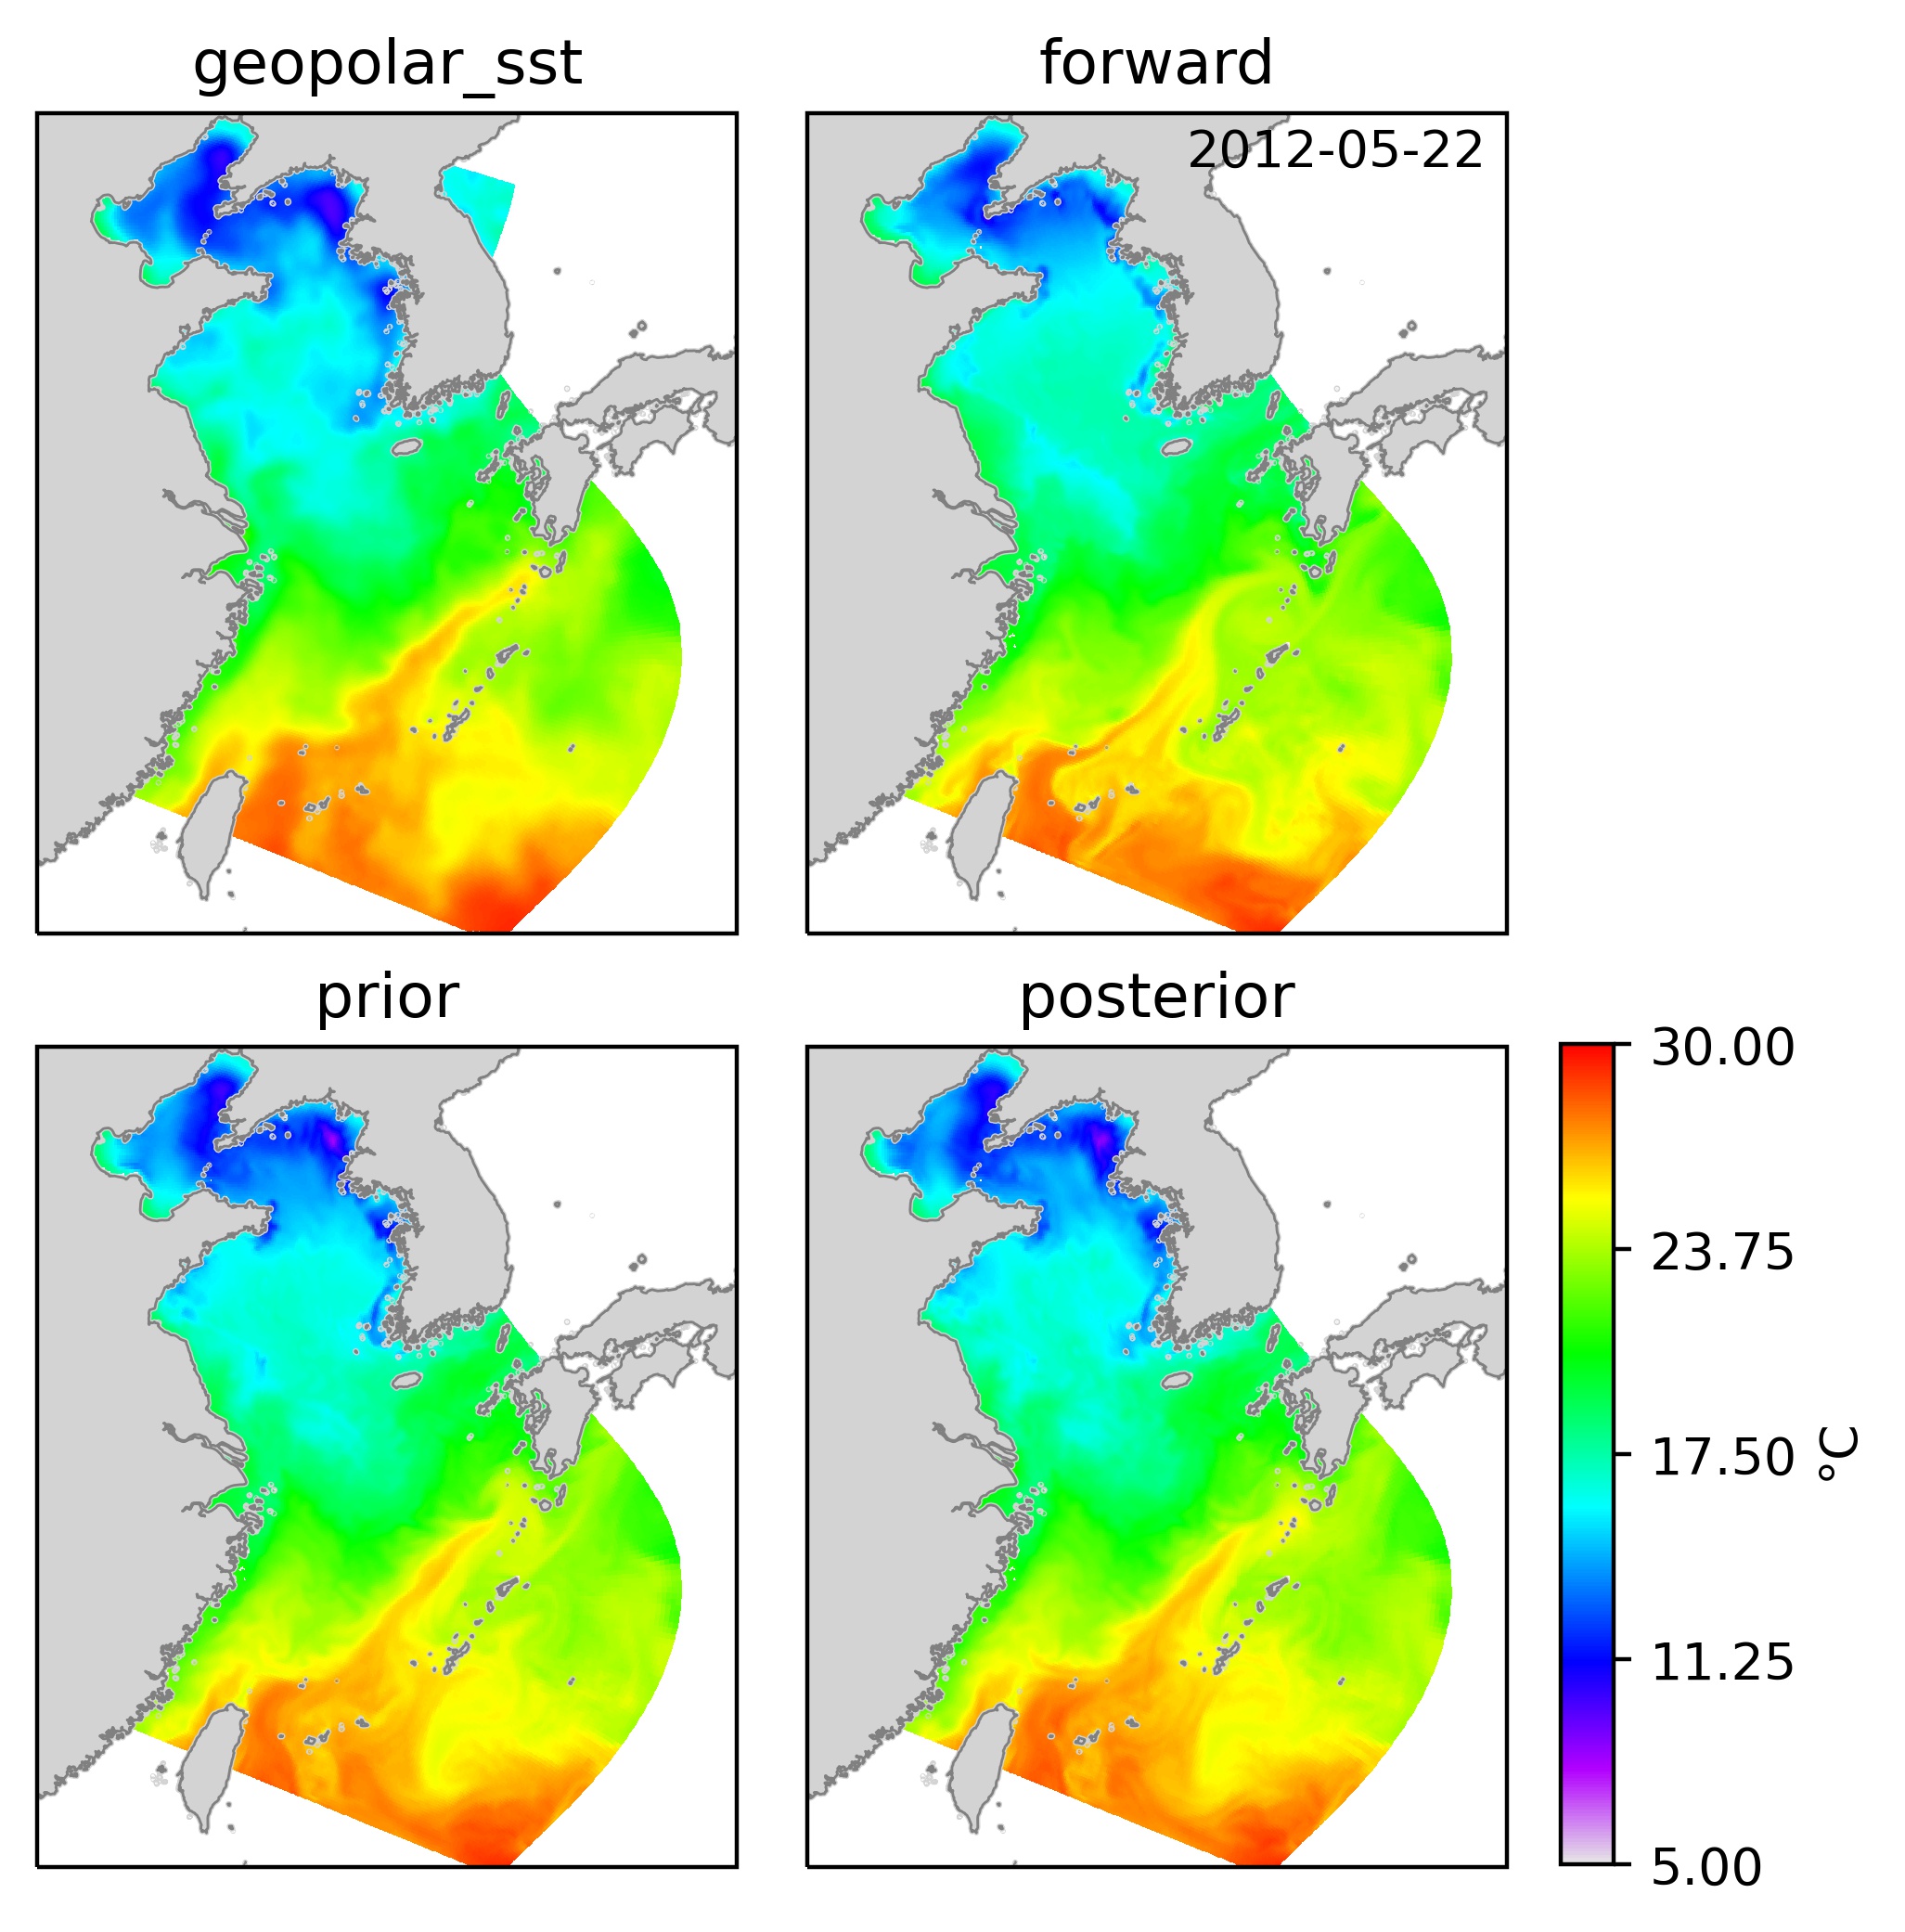 geopolar_sst
forward
2012-05-22
prior
posterior
30.00
23.75
17.50
11.25
5.00
°C